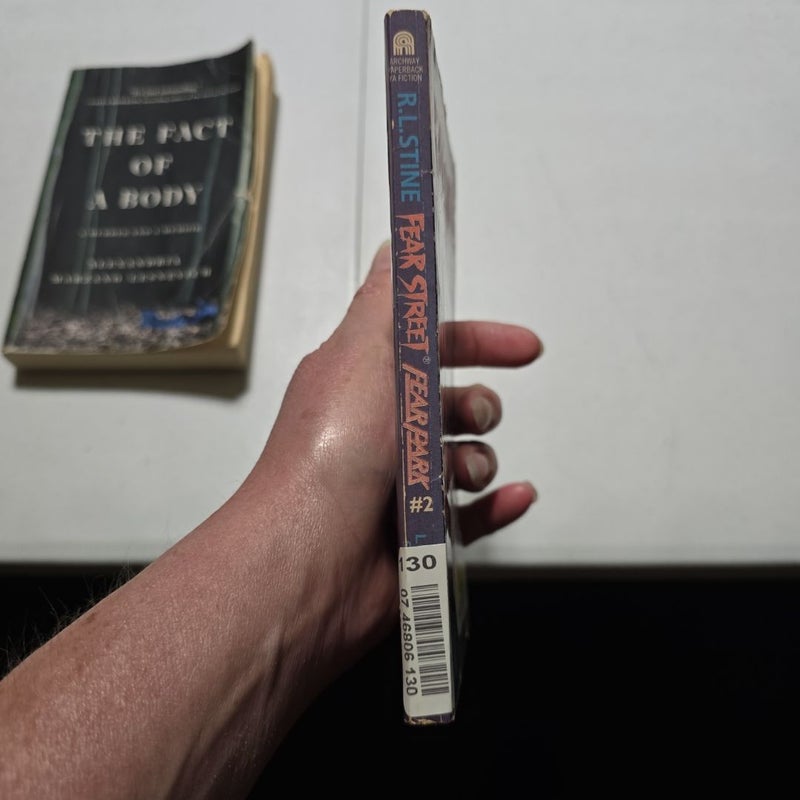 THE FACT
OF
A BODY
ARCHWAY
PAPERBACK
YA FICTION
R.L.STINE
FEAR STREET®
FEAR PARK
#2
130
07 46806 130